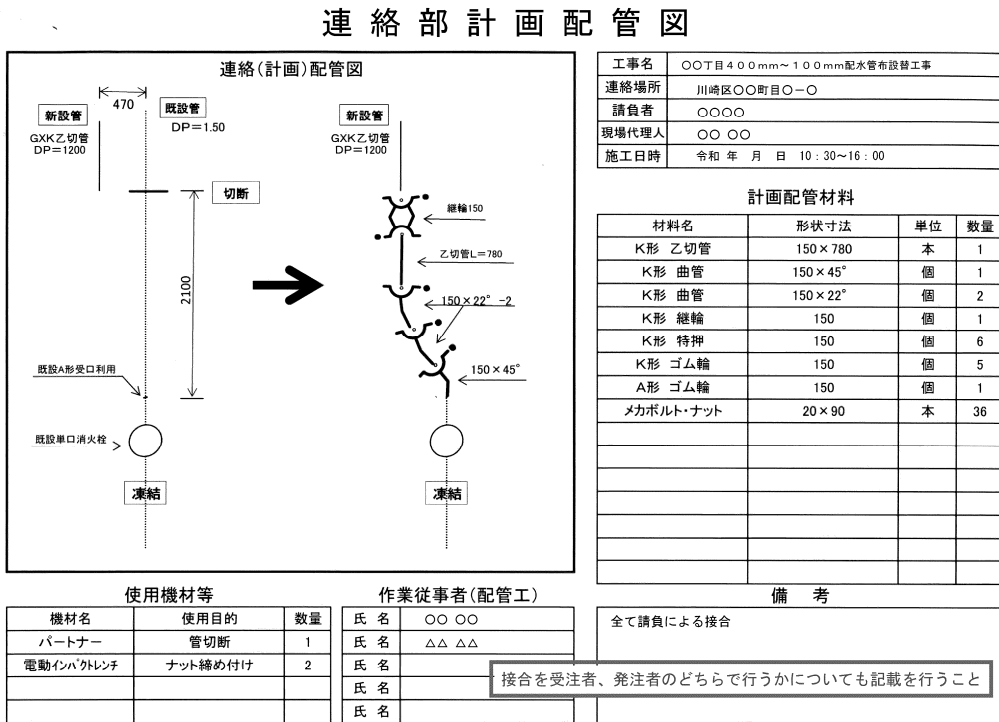 連絡部計画配管図
連絡(計画)配管図
470
新設管
既設管
GXK乙切管
DP=1200
DP=1.50
切断
2100
既設A形受口利用
既設単口消火栓
凍結
新設管
GXK乙切管
DP=1200
継輪150
乙切管L=780
150×22° -2
150×45°
凍結
工事名 〇〇丁目400mm~100mm配水管布設替工事
連絡場所 川崎区〇〇町目〇-〇
請負者 〇〇〇〇
現場代理人 〇〇 〇〇
施工日時 令和 年 月 日 10:30~16:00
計画配管材料
材料名 形状寸法 単位 数量
K形 乙切管 150×780 本 1
K形 曲管 150×45° 個 1
K形 曲管 150×22° 個 2
K形 継輪 150 個 1
K形 特押 150 個 6
K形 ゴム輪 150 個 5
A形 ゴム輪 150 個 1
メカボルト・ナット 20×90 本 36
使用機材等
機材名 使用目的 数量
パートナー 管切断 1
電動インパクトレンチ ナット締め付け 2
作業従事者(配管工)
氏 名 〇〇 〇〇
氏 名 △△ △△
氏 名
氏 名
氏 名
備 考
全て請負による接合
接合を受注者、発注者のどちらで行うかについても記載を行うこと